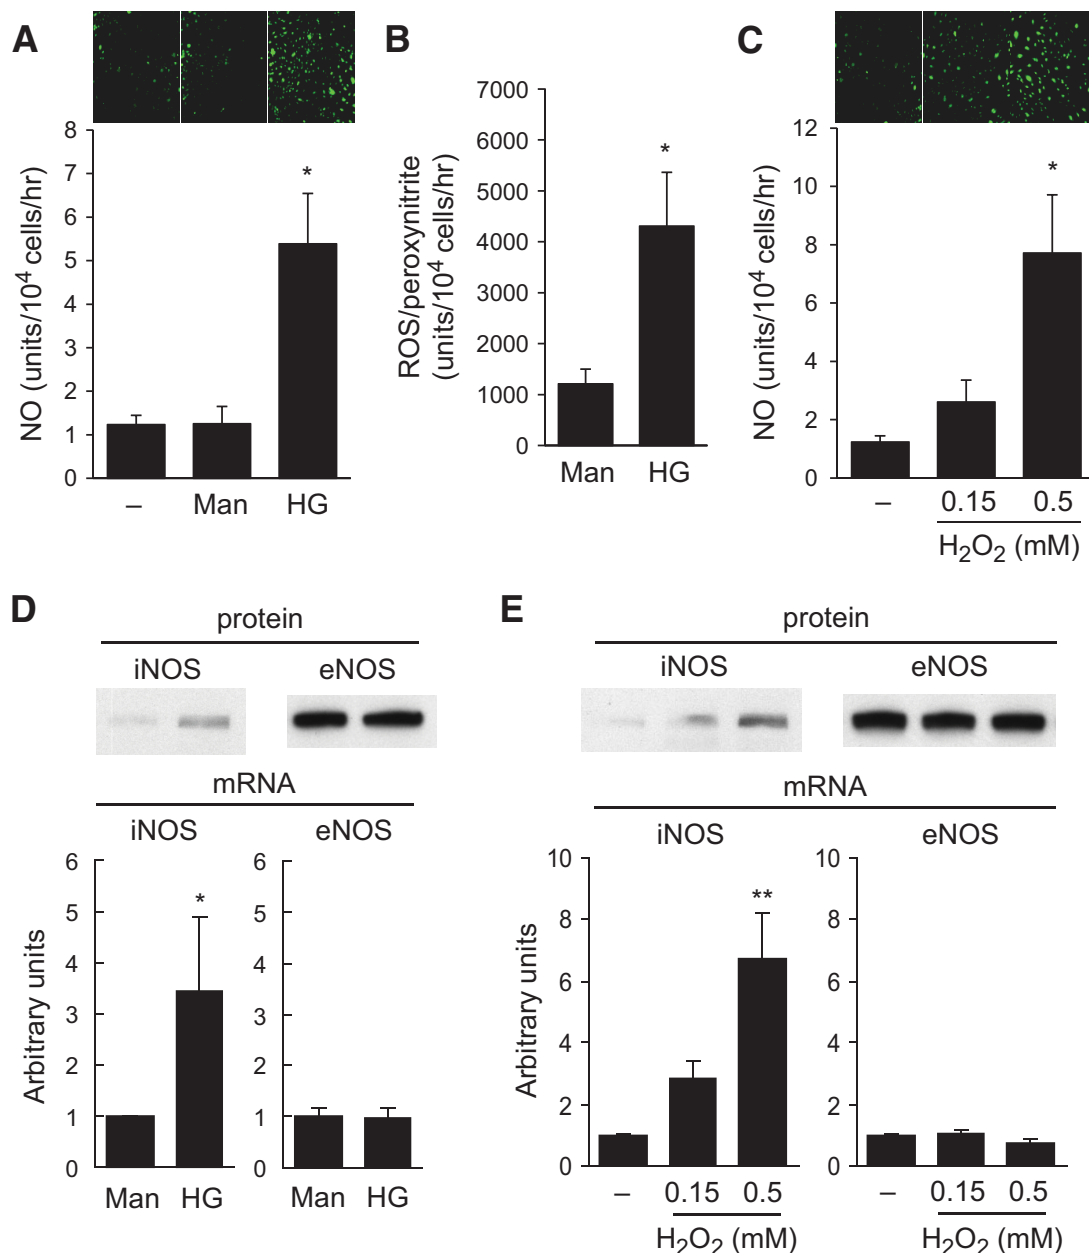 A
8
7
6
5
4
3
2
1
0
NO (units/10⁴ cells/hr)
*
– Man HG
B
7000
6000
5000
4000
3000
2000
1000
0
ROS/peroxynitrite
(units/10⁴ cells/hr)
*
Man HG
C
12
10
8
6
4
2
0
NO (units/10⁴ cells/hr)
*
– 0.15 0.5
H₂O₂ (mM)
D
protein
iNOS eNOS
mRNA
iNOS eNOS
6
5
4
3
2
1
0
Arbitrary units
*
Man HG
6
5
4
3
2
1
0
Man HG
E
protein
iNOS eNOS
mRNA
iNOS eNOS
10
8
6
4
2
0
Arbitrary units
**
– 0.15 0.5
H₂O₂ (mM)
10
8
6
4
2
0
– 0.15 0.5
H₂O₂ (mM)